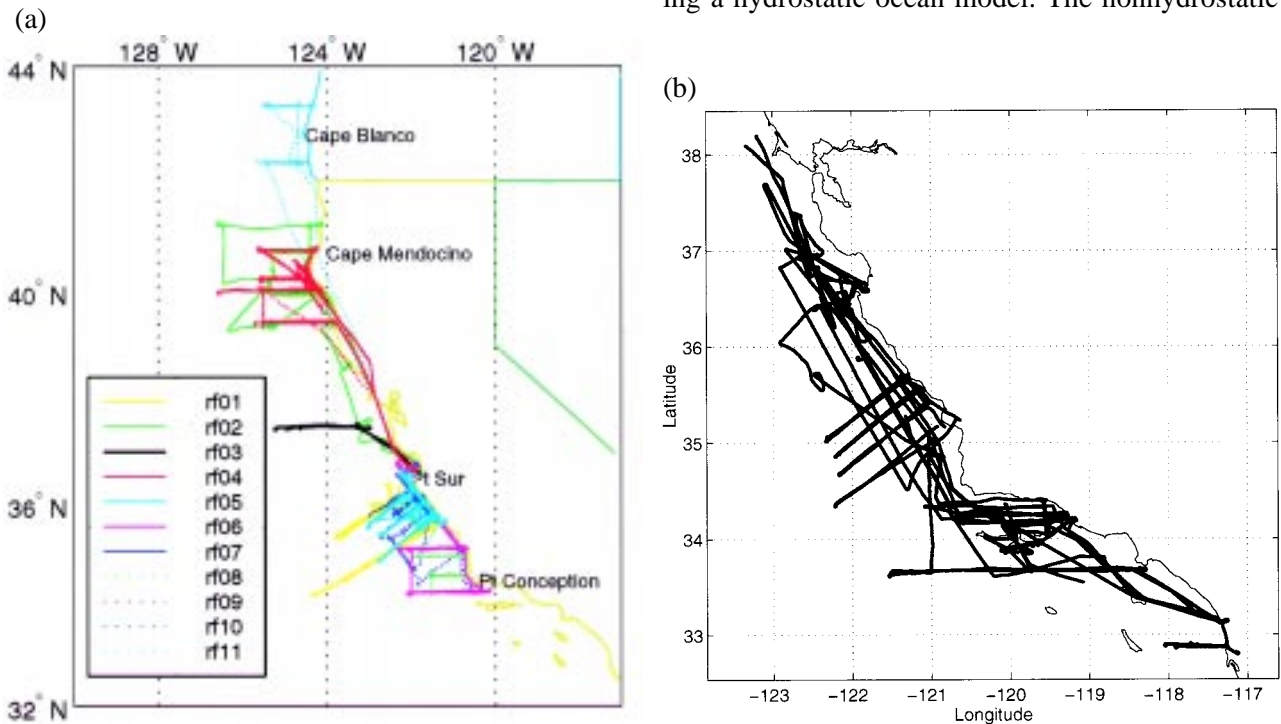 ing a hydrostatic ocean model. The nonhydrostatic
(a)
128° W 124° W 120° W
44° N
Cape Blanco
Cape Mendocino
40° N
rf01
rf02
rf03
rf04
rf05
rf06
rf07
rf08
rf09
rf10
rf11
Pt Sur
36° N
Pt Conception
32° N
(b)
38
37
36
35
34
33
Latitude
−123 −122 −121 −120 −119 −118 −117
Longitude